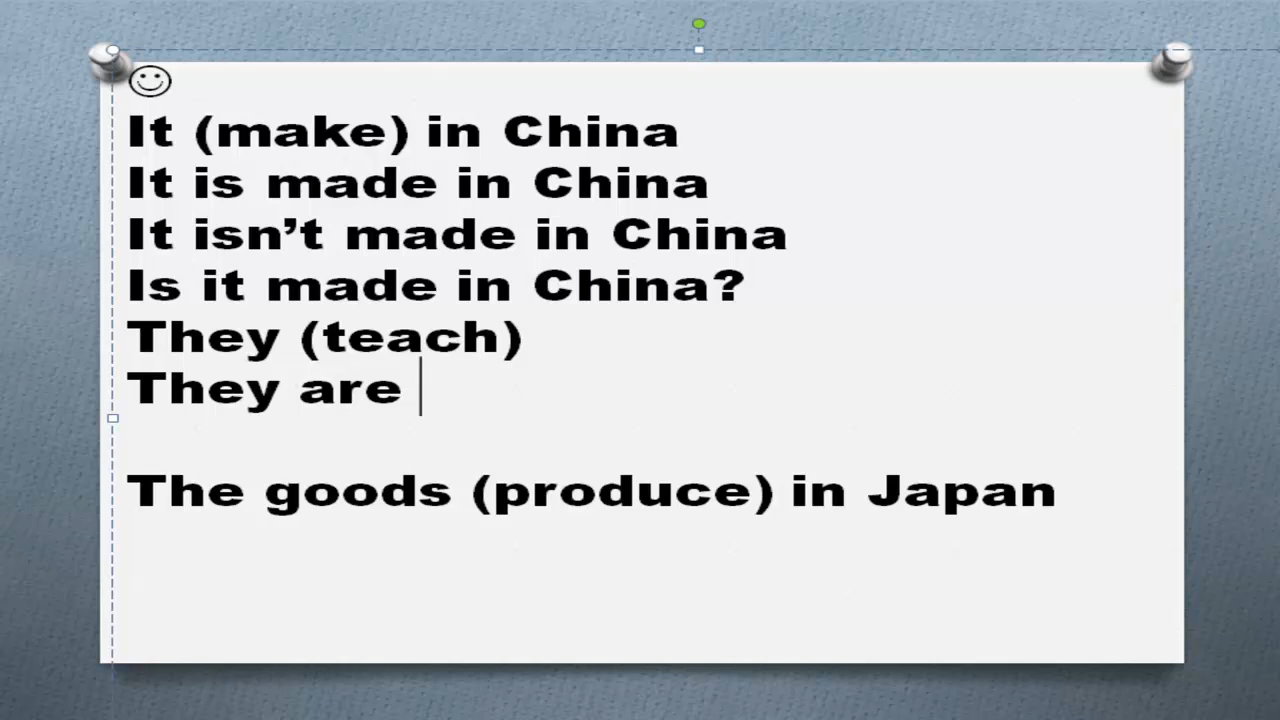 It (make) in China
It is made in China
It isn’t made in China
Is it made in China?
They (teach)
They are
The goods (produce) in Japan